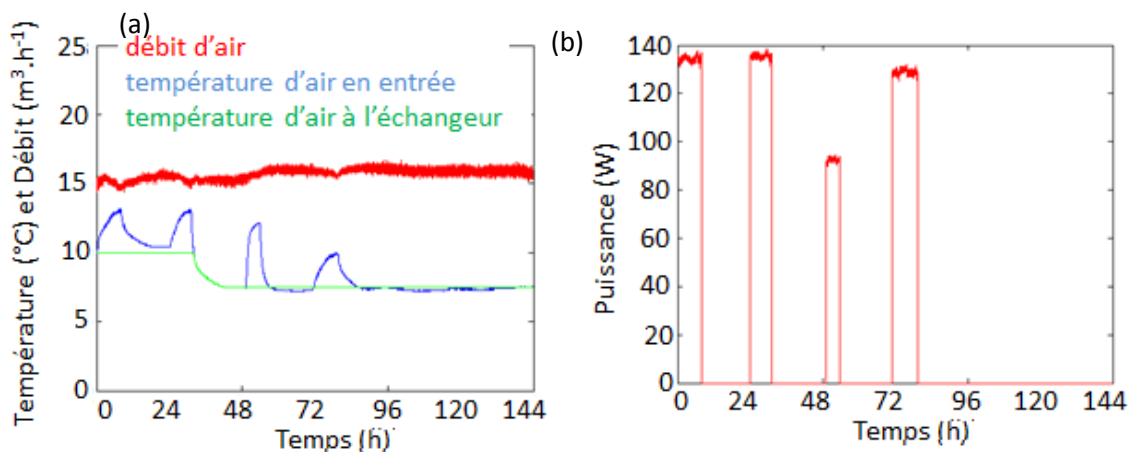 (a)
débit d'air
température d'air en entrée
température d'air à l'échangeur
Température (°C) et Débit (m³.h⁻¹)
25
20
15
10
5
0
0 24 48 72 96 120 144
Temps (h)
(b)
Puissance (W)
140
120
100
80
60
40
20
0
0 24 48 72 96 120 144
Temps (h)